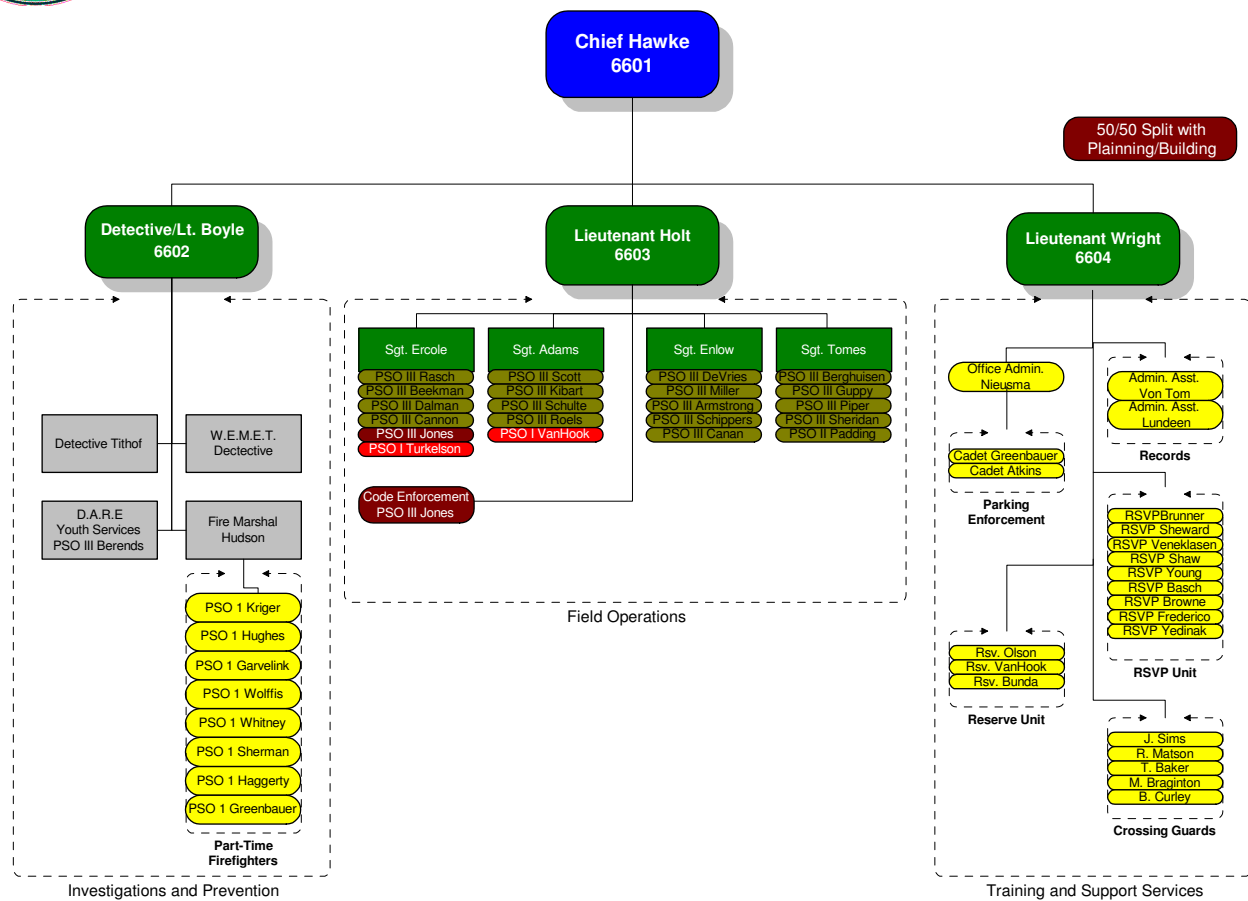 Chief Hawke
6601
50/50 Split with
Plainning/Building
Detective/Lt. Boyle
6602
Lieutenant Holt
6603
Lieutenant Wright
6604
Detective Tithof
W.E.M.E.T.
Dectective
D.A.R.E
Youth Services
PSO III Berends
Fire Marshal
Hudson
PSO 1 Kriger
PSO 1 Hughes
PSO 1 Garvelink
PSO 1 Wolffis
PSO 1 Whitney
PSO 1 Sherman
PSO 1 Haggerty
PSO 1 Greenbauer
Part-Time
Firefighters
Investigations and Prevention
Sgt. Ercole
PSO III Rasch
PSO III Beekman
PSO III Dalman
PSO III Cannon
PSO III Jones
PSO I Turkelson
Sgt. Adams
PSO III Scott
PSO III Kibart
PSO III Schulte
PSO III Roels
PSO I VanHook
Sgt. Enlow
PSO III DeVries
PSO III Miller
PSO III Armstrong
PSO III Schippers
PSO III Canan
Sgt. Tomes
PSO III Berghuisen
PSO III Guppy
PSO III Piper
PSO III Sheridan
PSO II Padding
Code Enforcement
PSO III Jones
Field Operations
Office Admin.
Nieusma
Cadet Greenbauer
Cadet Atkins
Parking
Enforcement
Admin. Asst.
Von Tom
Admin. Asst.
Lundeen
Records
RSVPBrunner
RSVP Sheward
RSVP Veneklasen
RSVP Shaw
RSVP Young
RSVP Basch
RSVP Browne
RSVP Frederico
RSVP Yedinak
RSVP Unit
Rsv. Olson
Rsv. VanHook
Rsv. Bunda
Reserve Unit
J. Sims
R. Matson
T. Baker
M. Braginton
B. Curley
Crossing Guards
Training and Support Services